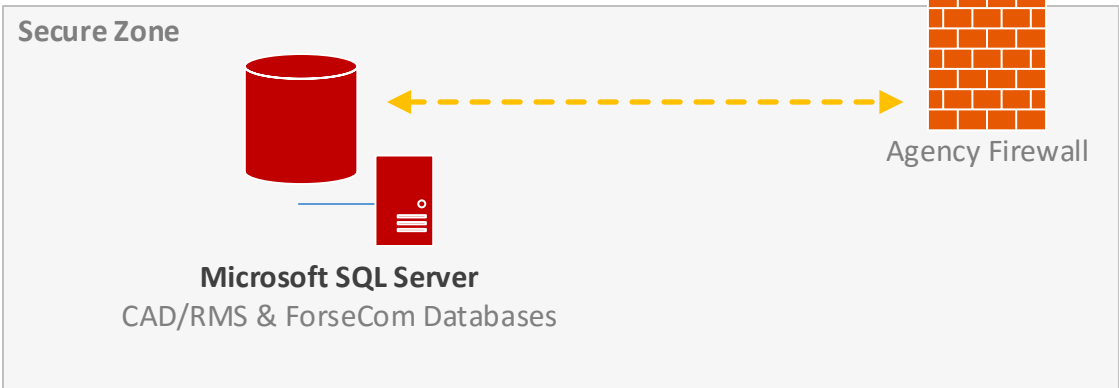 Secure Zone
Agency Firewall
Microsoft SQL Server
CAD/RMS & ForseCom Databases